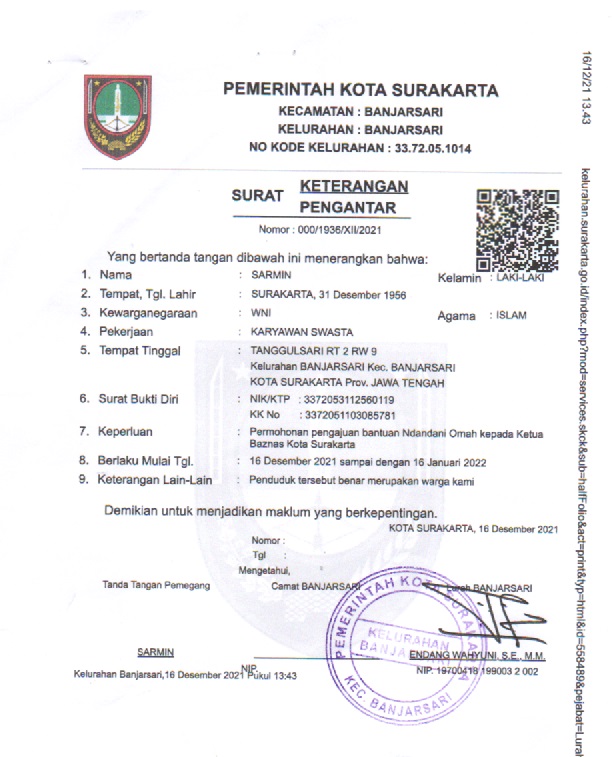 PEMERINTAH KOTA SURAKARTA
KECAMATAN : BANJARSARI
KELURAHAN : BANJARSARI
NO KODE KELURAHAN : 33.72.05.1014
SURAT KETERANGAN PENGANTAR
Nomor : 000/1936/XII/2021
Yang bertanda tangan dibawah ini menerangkan bahwa:
1. Nama : SARMIN Kelamin : LAKI-LAKI
2. Tempat, Tgl. Lahir : SURAKARTA, 31 Desember 1956
3. Kewarganegaraan : WNI Agama : ISLAM
4. Pekerjaan : KARYAWAN SWASTA
5. Tempat Tinggal : TANGGULSARI RT 2 RW 9
Kelurahan BANJARSARI Kec. BANJARSARI
KOTA SURAKARTA Prov. JAWA TENGAH
6. Surat Bukti Diri : NIK/KTP : 3372053112560119
KK No : 3372051103085781
7. Keperluan : Permohonan pengajuan bantuan Ndandani Omah kepada Ketua
Baznas Kota Surakarta
8. Berlaku Mulai Tgl. : 16 Desember 2021 sampai dengan 16 Januari 2022
9. Keterangan Lain-Lain : Penduduk tersebut benar merupakan warga kami
Demikian untuk menjadikan maklum yang berkepentingan.
KOTA SURAKARTA, 16 Desember 2021
Nomor :
Tgl :
Mengetahui,
Tanda Tangan Pemegang Camat BANJARSARI Lurah BANJARSARI
PEMERINTAH KOTA SURAKARTA
KELURAHAN
BANJARSARI
KEC. BANJARSARI
SARMIN ENDANG WAHYUNI, S.E., M.M.
NIP. NIP. 19700418 199003 2 002
Kelurahan Banjarsari,16 Desember 2021 Pukul 13:43
16/12/21 13.43
kelurahan.surakarta.go.id/index.php?mod=services.skck&sub=halfFolio&act=print&typ=html&id=558489&pejabat=Lurah